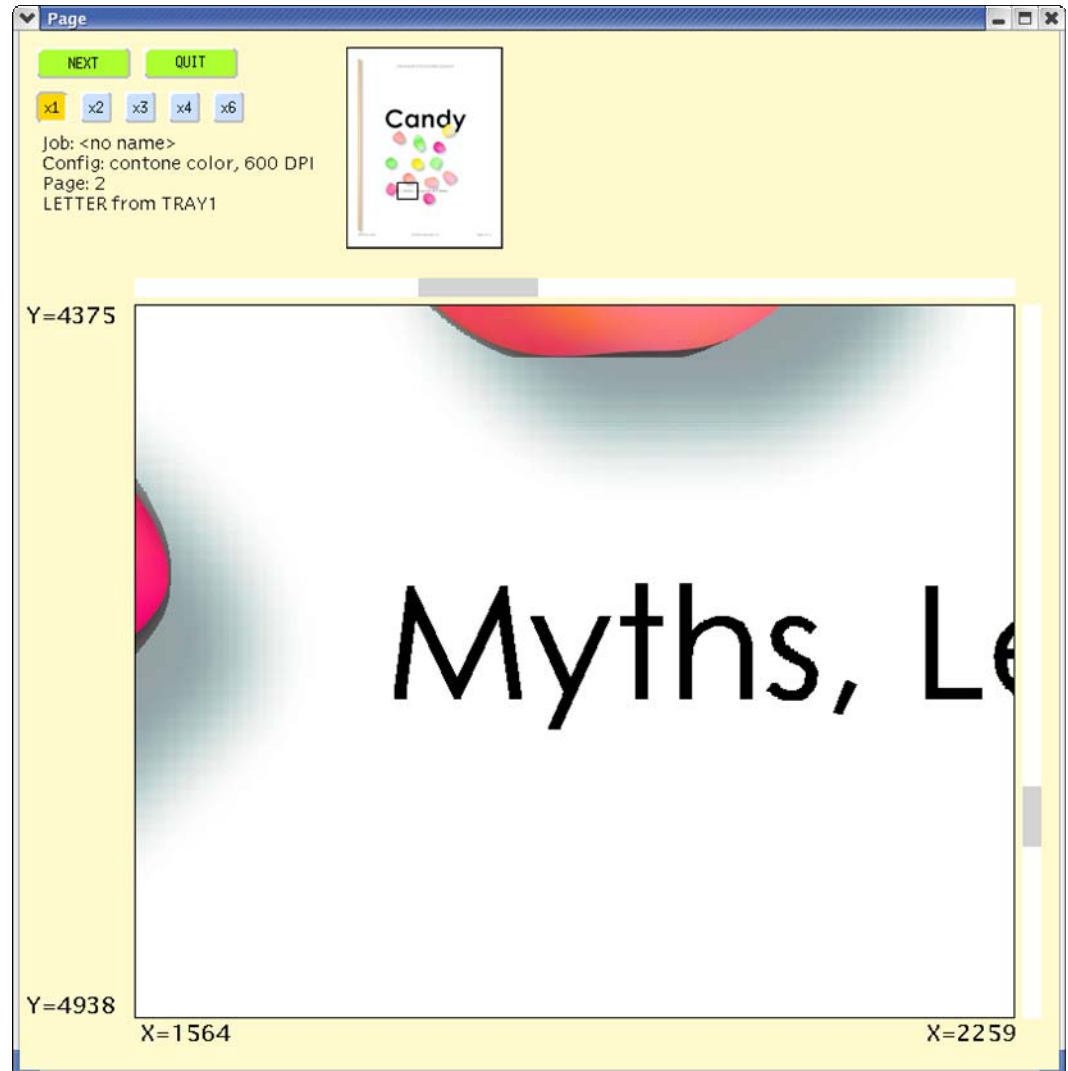 Page
NEXT QUIT
x1 x2 x3 x4 x6
Job: <no name>
Config: contone color, 600 DPI
Page: 2
LETTER from TRAY1
Candy
Y=4375
Myths, Le
Y=4938
X=1564 X=2259